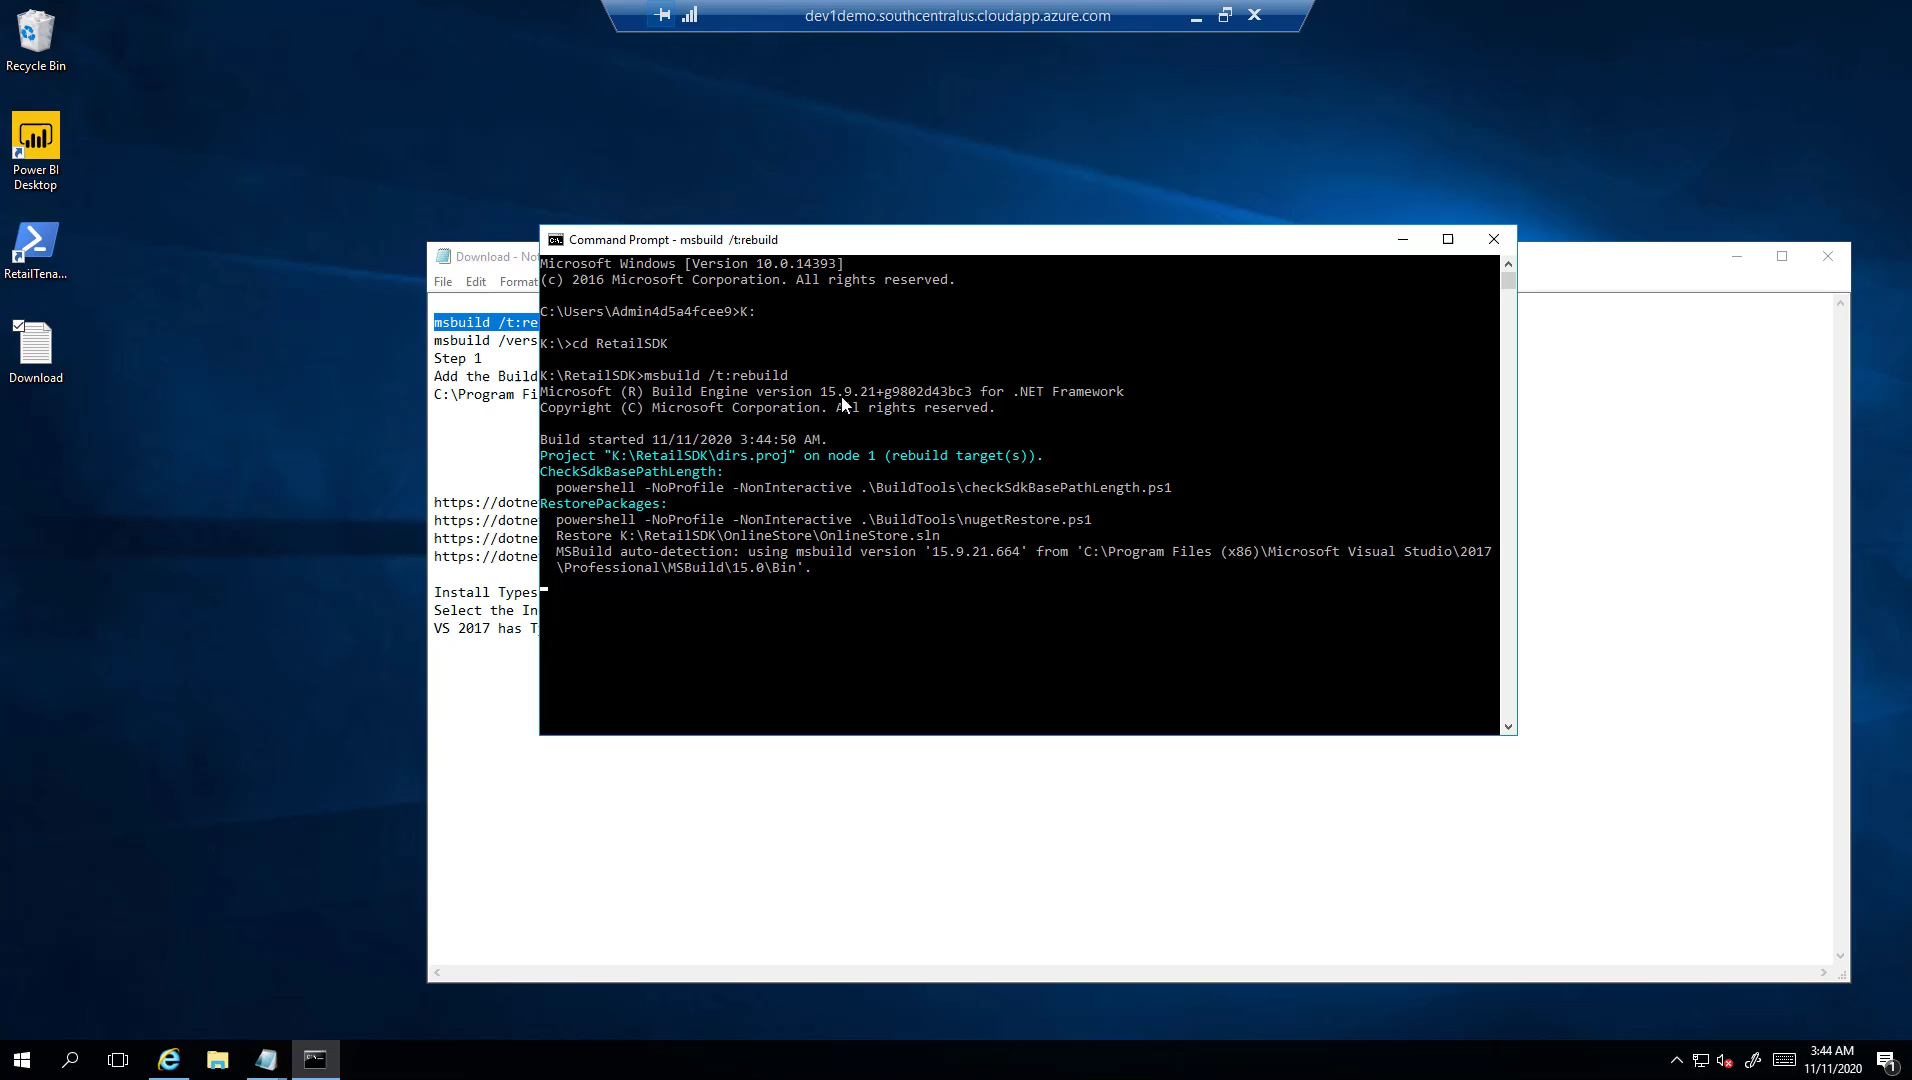 dev1demo.southcentralus.cloudapp.azure.com
Recycle Bin
Power BI
Desktop
RetailTena...
Download
Download - No
File Edit Format
msbuild /t:re
msbuild /vers
Step 1
Add the Build
C:\Program Fi
https://dotne
https://dotne
https://dotne
https://dotne
Install Types
Select the In
VS 2017 has T
Command Prompt - msbuild /t:rebuild
Microsoft Windows [Version 10.0.14393]
(c) 2016 Microsoft Corporation. All rights reserved.
C:\Users\Admin4d5a4fcee9>K:
K:\>cd RetailSDK
K:\RetailSDK>msbuild /t:rebuild
Microsoft (R) Build Engine version 15.9.21+g9802d43bc3 for .NET Framework
Copyright (C) Microsoft Corporation. All rights reserved.
Build started 11/11/2020 3:44:50 AM.
Project "K:\RetailSDK\dirs.proj" on node 1 (rebuild target(s)).
CheckSdkBasePathLength:
powershell -NoProfile -NonInteractive .\BuildTools\checkSdkBasePathLength.ps1
RestorePackages:
powershell -NoProfile -NonInteractive .\BuildTools\nugetRestore.ps1
Restore K:\RetailSDK\OnlineStore\OnlineStore.sln
MSBuild auto-detection: using msbuild version '15.9.21.664' from 'C:\Program Files (x86)\Microsoft Visual Studio\2017
\Professional\MSBuild\15.0\Bin'.
3:44 AM
11/11/2020
1